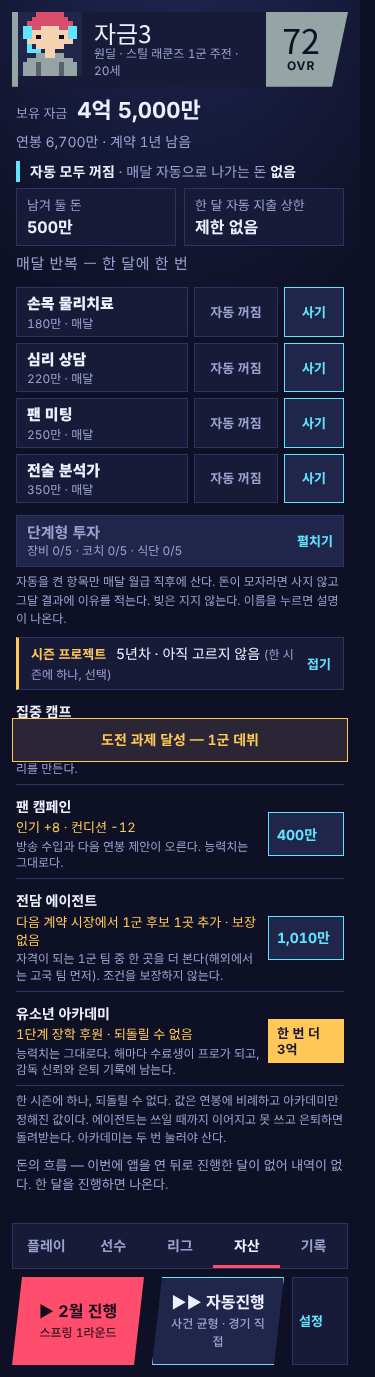 자금3
원딜 · 스틸 래쿤즈 1군 주전 ·
20세
72
OVR
보유 자금 4억 5,000만
연봉 6,700만 · 계약 1년 남음
자동 모두 꺼짐 · 매달 자동으로 나가는 돈 없음
남겨 둘 돈
500만
한 달 자동 지출 상한
제한 없음
매달 반복 — 한 달에 한 번
손목 물리치료
180만 · 매달
자동 꺼짐
사기
심리 상담
220만 · 매달
자동 꺼짐
사기
팬 미팅
250만 · 매달
자동 꺼짐
사기
전술 분석가
350만 · 매달
자동 꺼짐
사기
단계형 투자
장비 0/5 · 코치 0/5 · 식단 0/5
펼치기
자동을 켠 항목만 매달 월급 직후에 산다. 돈이 모자라면 사지 않고
그달 결과에 이유를 적는다. 빚은 지지 않는다. 이름을 누르면 설명
이 나온다.
시즌 프로젝트 5년차 · 아직 고르지 않음 (한 시
즌에 하나, 선택)
접기
집중 캠프
도전 과제 달성 — 1군 데뷔
리를 만든다.
팬 캠페인
인기 +8 · 컨디션 -12
방송 수입과 다음 연봉 제안이 오른다. 능력치는
그대로다.
400만
전담 에이전트
다음 계약 시장에서 1군 후보 1곳 추가 · 보장
없음
자격이 되는 1군 팀 중 한 곳을 더 본다(해외에서
는 고국 팀 먼저). 조건을 보장하지 않는다.
1,010만
유소년 아카데미
1단계 장학 후원 · 되돌릴 수 없음
능력치는 그대로다. 해마다 수료생이 프로가 되고,
감독 신뢰와 은퇴 기록에 남는다.
한 번 더
3억
한 시즌에 하나, 되돌릴 수 없다. 값은 연봉에 비례하고 아카데미만
정해진 값이다. 에이전트는 쓰일 때까지 이어지고 못 쓰고 은퇴하면
돌려받는다. 아카데미는 두 번 눌러야 산다.
돈의 흐름 — 이번에 앱을 연 뒤로 진행한 달이 없어 내역이 없
다. 한 달을 진행하면 나온다.
플레이
선수
리그
자산
기록
▶ 2월 진행
스프링 1라운드
▶▶ 자동진행
사건 균형 · 경기 직
접
설정